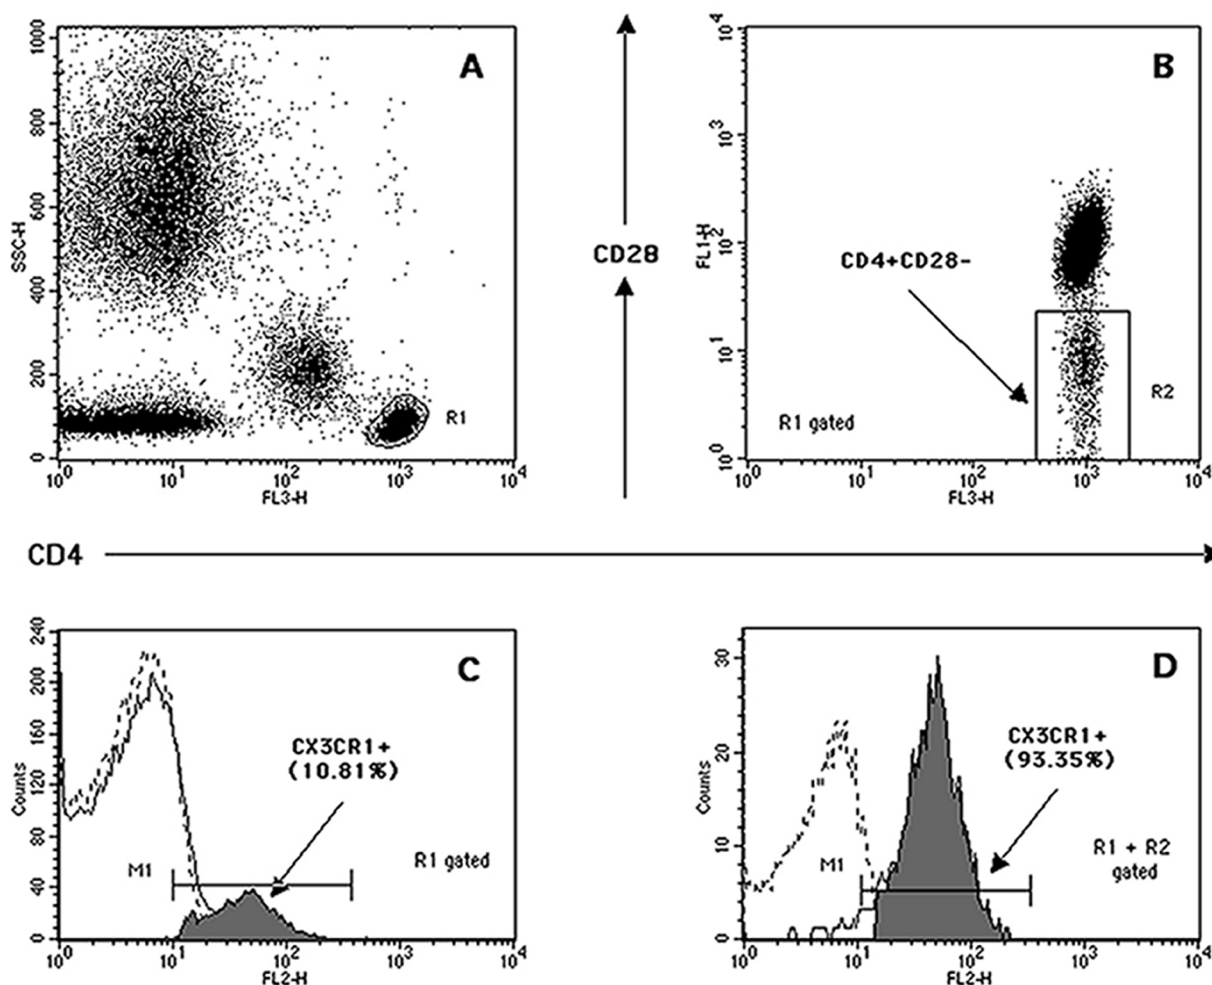 1000
800
600
400
200
0
SSC-H
A
R1
10^0
10^1
10^2
10^3
10^4
FL3-H
CD28
10^4
10^3
10^2
10^1
10^0
FL1-H
B
CD4+CD28-
R1 gated
R2
10^0
10^1
10^2
10^3
10^4
FL3-H
CD4
240
200
160
120
80
40
0
Counts
C
CX3CR1+
(10.81%)
M1
R1 gated
10^0
10^1
10^2
10^3
10^4
FL2-H
30
20
10
0
Counts
D
CX3CR1+
(93.35%)
M1
R1 + R2
gated
10^0
10^1
10^2
10^3
10^4
FL2-H